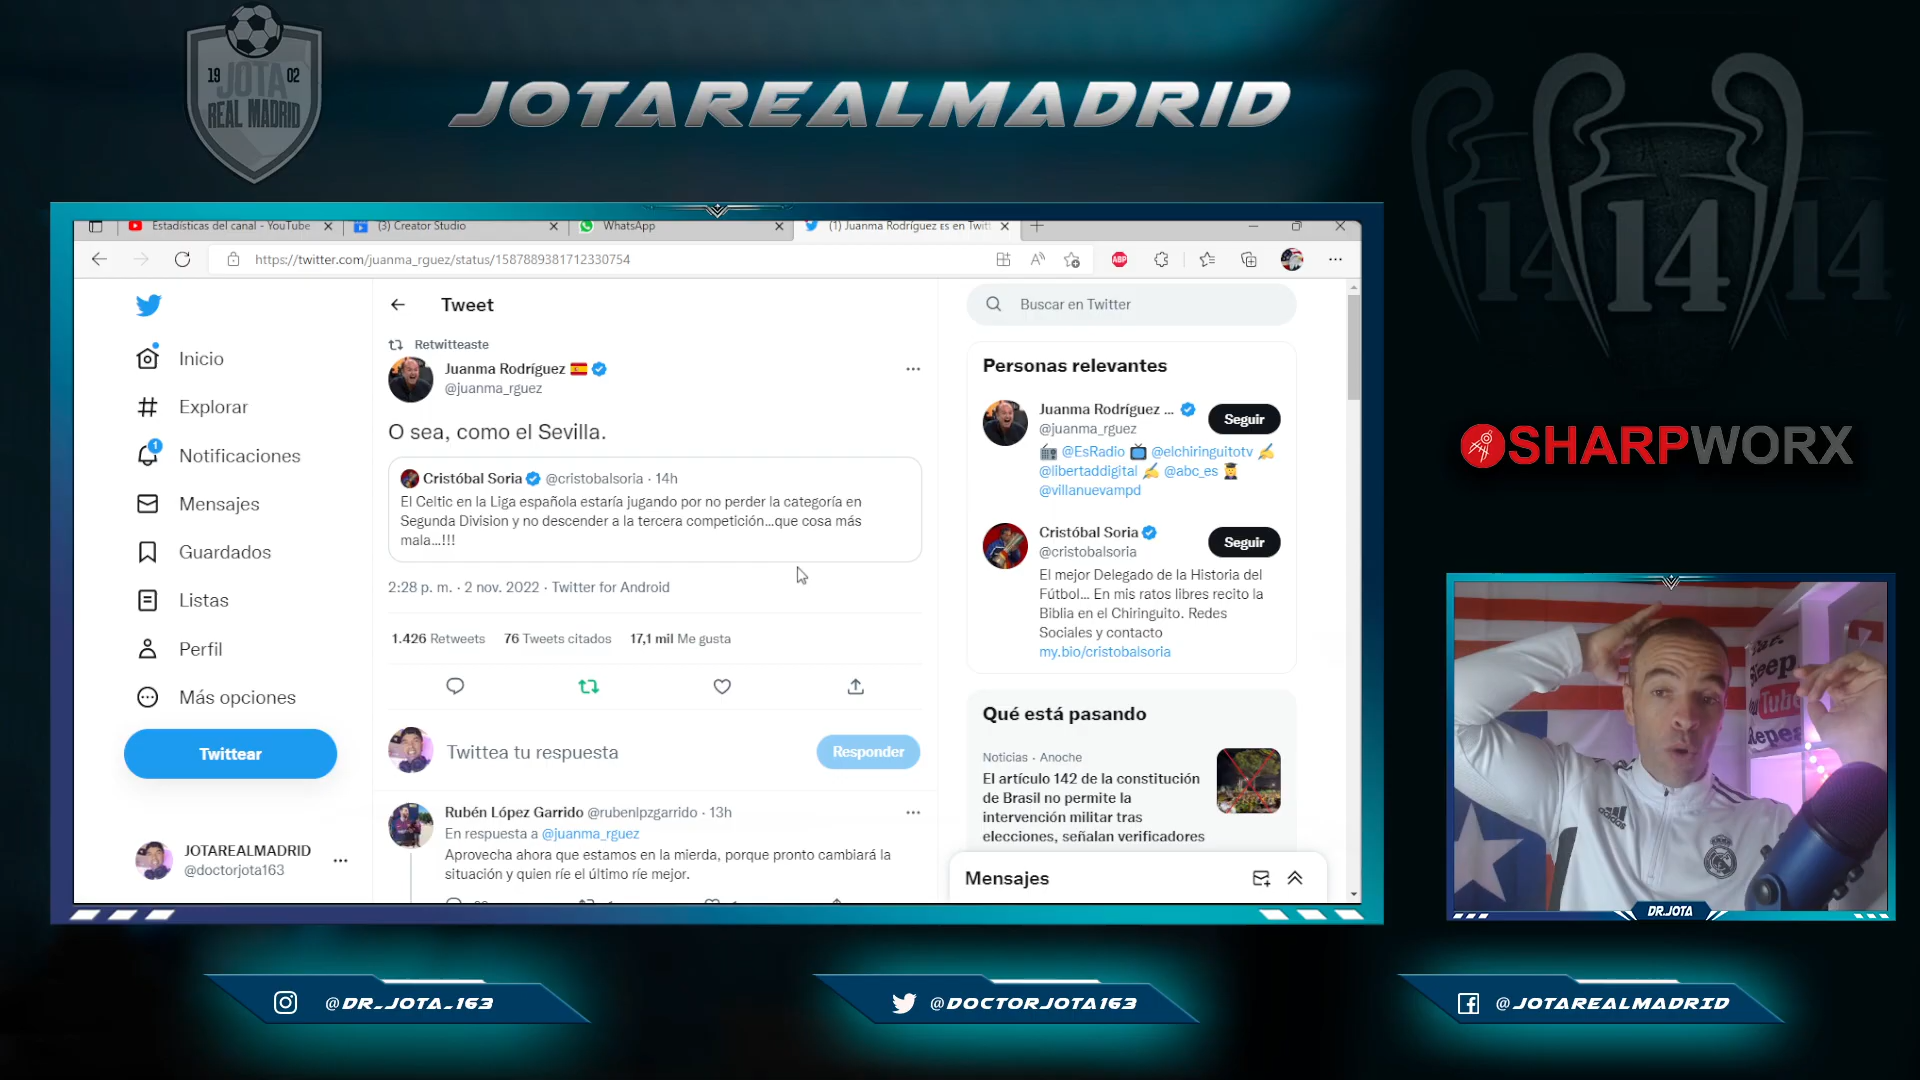 19 02
JOTA
REAL MADRID
JOTAREALMADRID
14 14 14
Estadísticas del canal - YouTube
(3) Creator Studio
WhatsApp
(1) Juanma Rodríguez ᴇs en Twitt
https://twitter.com/juanma_rguez/status/1587889381712330754
ABP
Tweet
Retwitteaste
Juanma Rodríguez
@juanma_rguez
O sea, como el Sevilla.
Cristóbal Soria @cristobalsoria · 14h
El Celtic en la Liga española estaría jugando por no perder la categoría en
Segunda Division y no descender a la tercera competición...que cosa más
mala...!!!
2:28 p. m. · 2 nov. 2022 · Twitter for Android
1.426 Retweets 76 Tweets citados 17,1 mil Me gusta
Twittea tu respuesta
Responder
Rubén López Garrido @rubenlpzgarrido · 13h
En respuesta a @juanma_rguez
Aprovecha ahora que estamos en la mierda, porque pronto cambiará la
situación y quien ríe el último ríe mejor.
Inicio
Explorar
1
Notificaciones
Mensajes
Guardados
Listas
Perfil
Más opciones
Twittear
JOTAREALMADRID
@doctorjota163
Buscar en Twitter
Personas relevantes
Juanma Rodríguez ...
@juanma_rguez
Seguir
@EsRadio @elchiringuitotv
@libertaddigital @abc_es
@villanuevampd
Cristóbal Soria
@cristobalsoria
Seguir
El mejor Delegado de la Historia del
Fútbol... En mis ratos libres recito la
Biblia en el Chiringuito. Redes
Sociales y contacto
my.bio/cristobalsoria
Qué está pasando
Noticias · Anoche
El artículo 142 de la constitución
de Brasil no permite la
intervención militar tras
elecciones, señalan verificadores
Mensajes
SHARPWORX
Keep
Tube
Repea
adidas
DR.JOTA
@DR_JOTA_163
@DOCTORJOTA163
@JOTAREALMADRID